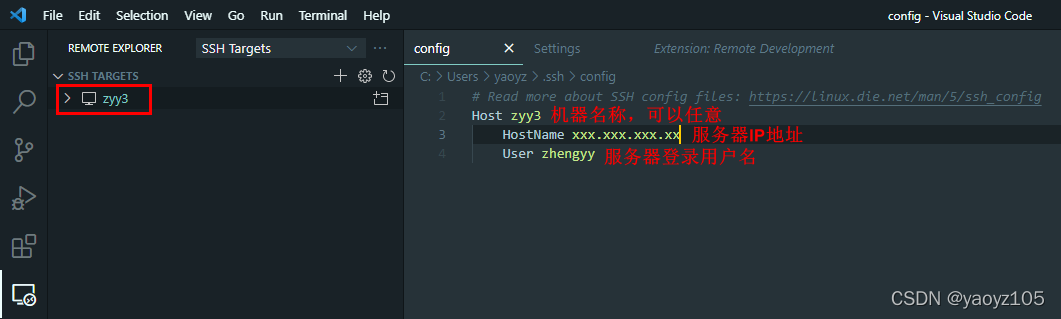 File Edit Selection View Go Run Terminal Help config - Visual Studio Code
REMOTE EXPLORER SSH Targets
config Settings Extension: Remote Development
SSH TARGETS
C: > Users > yaoyz > .ssh > config
zyy3
1 # Read more about SSH config files: https://linux.die.net/man/5/ssh_config
2 Host zyy3 机器名称，可以任意
3 HostName xxx.xxx.xxx.xx 服务器IP地址
4 User zhengyy 服务器登录用户名
CSDN @yaoyz105